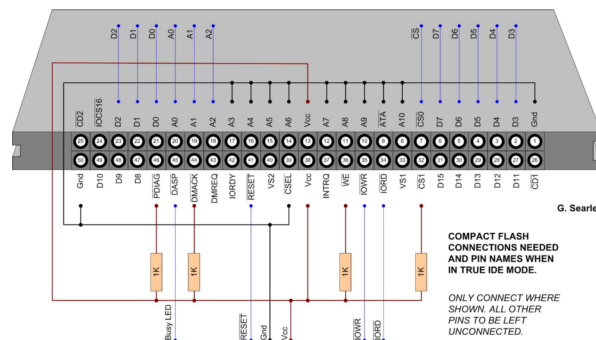 D2 D1 D0 A0 A1 A2 CS D7 D6 D5 D4 D3
CD2 IOCS16 D2 D1 D0 A0 A1 A2 A3 A4 A5 A6 Vcc A7 A8 A9 ATA A10 CS0 D7 D6 D5 D4 D3 Gnd
25 24 23 22 21 20 19 18 17 16 15 14 13 12 11 10 9 8 7 6 5 4 3 2 1
50 49 48 47 46 45 44 43 42 41 40 39 38 37 36 35 34 33 32 31 30 29 28 27 26
Gnd D10 D9 D8 PDIAG DASP DMACK DMREQ IORDY RESET VS2 CSEL Vcc INTRQ WE IOWR IORD VS1 CS1 D15 D14 D13 D12 D11 CD1
G. Searle
1K 1K 1K 1K
COMPACT FLASH
CONNECTIONS NEEDED
AND PIN NAMES WHEN
IN TRUE IDE MODE.
ONLY CONNECT WHERE
SHOWN. ALL OTHER
PINS TO BE LEFT
UNCONNECTED.
Busy LED RESET Gnd Vcc IOWR IORD